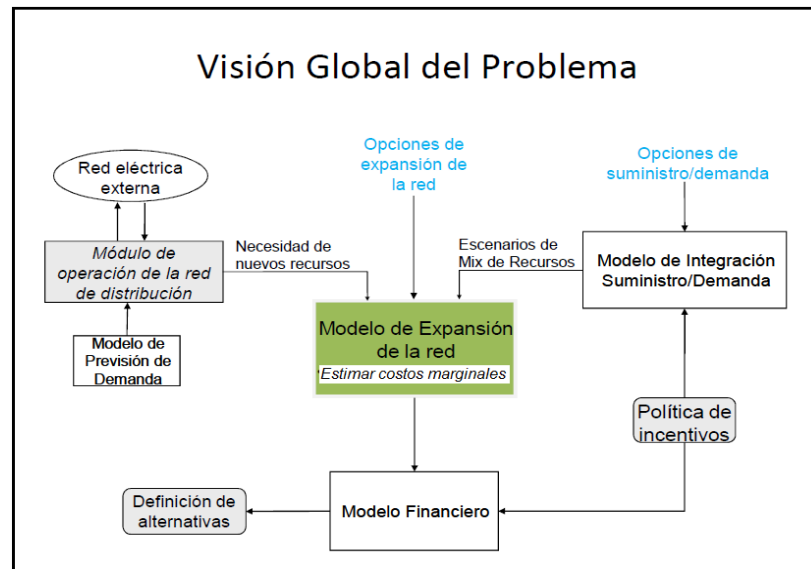 Visión Global del Problema
Red eléctrica
externa
Opciones de
expansión de
la red
Opciones de
suministro/demanda
Módulo de
operación de la red
de distribución
Necesidad de
nuevos recursos
Escenarios de
Mix de Recursos
Modelo de Integración
Suministro/Demanda
Modelo de
Previsión de
Demanda
Modelo de Expansión
de la red
Estimar costos marginales
Política de
incentivos
Definición de
alternativas
Modelo Financiero